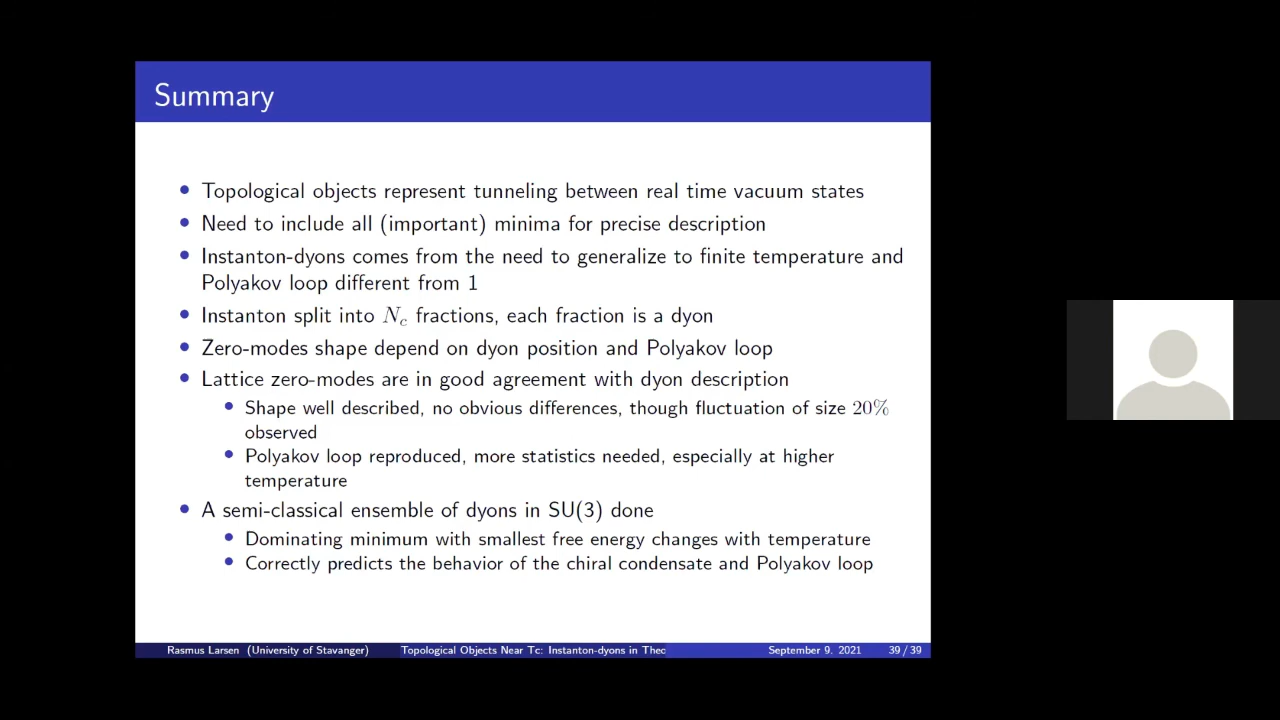 Summary
• Topological objects represent tunneling between real time vacuum states
• Need to include all (important) minima for precise description
• Instanton-dyons comes from the need to generalize to finite temperature and
Polyakov loop different from 1
• Instanton split into N_c fractions, each fraction is a dyon
• Zero-modes shape depend on dyon position and Polyakov loop
• Lattice zero-modes are in good agreement with dyon description
• Shape well described, no obvious differences, though fluctuation of size 20%
observed
• Polyakov loop reproduced, more statistics needed, especially at higher
temperature
• A semi-classical ensemble of dyons in SU(3) done
• Dominating minimum with smallest free energy changes with temperature
• Correctly predicts the behavior of the chiral condensate and Polyakov loop
Rasmus Larsen (University of Stavanger) Topological Objects Near Tc: Instanton-dyons in Theo September 9. 2021 39 / 39